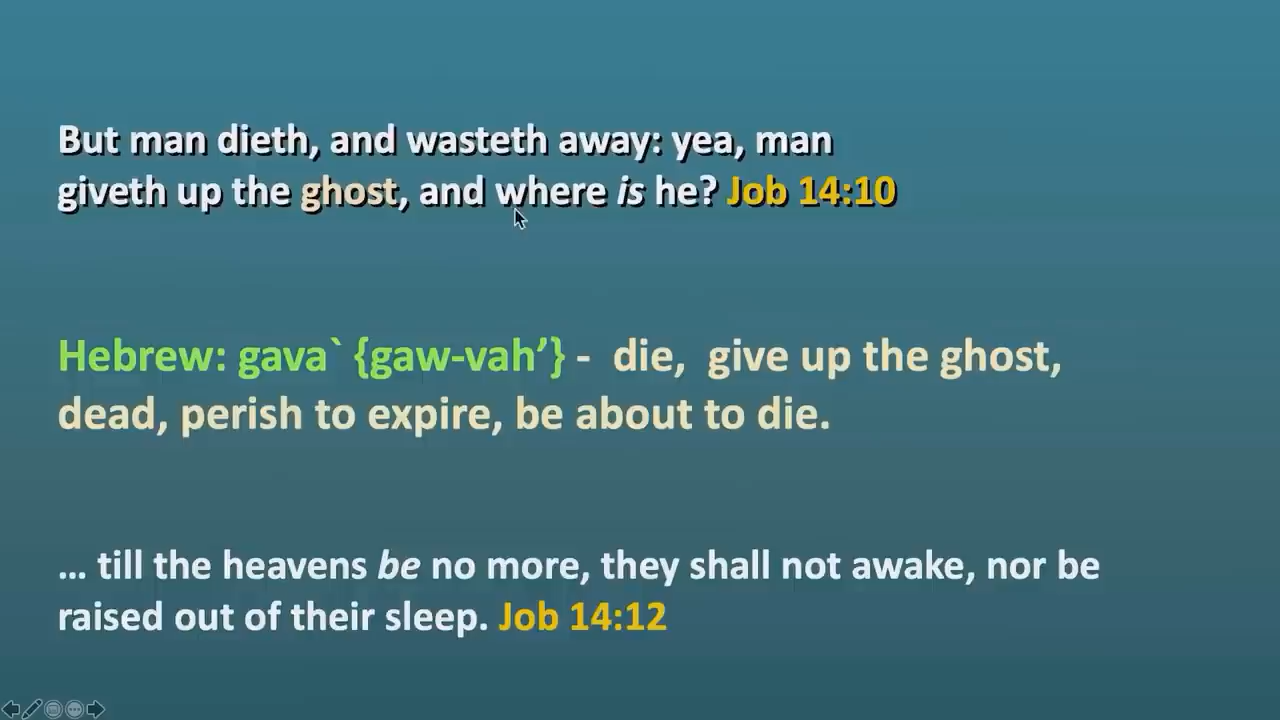 But man dieth, and wasteth away: yea, man
giveth up the ghost, and where is he? Job 14:10
Hebrew: gava` {gaw-vah’} - die, give up the ghost,
dead, perish to expire, be about to die.
... till the heavens be no more, they shall not awake, nor be
raised out of their sleep. Job 14:12